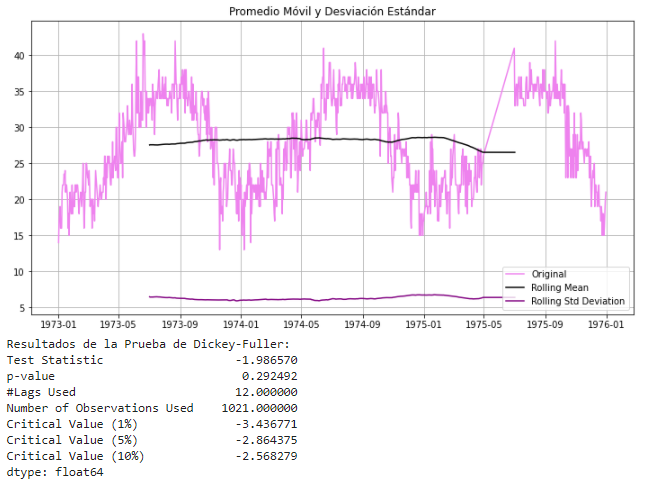 Promedio Móvil y Desviación Estándar
40
35
30
25
20
15
10
5
Original
Rolling Mean
Rolling Std Deviation
1973-01 1973-05 1973-09 1974-01 1974-05 1974-09 1975-01 1975-05 1975-09 1976-01
Resultados de la Prueba de Dickey-Fuller:
Test Statistic -1.986570
p-value 0.292492
#Lags Used 12.000000
Number of Observations Used 1021.000000
Critical Value (1%) -3.436771
Critical Value (5%) -2.864375
Critical Value (10%) -2.568279
dtype: float64